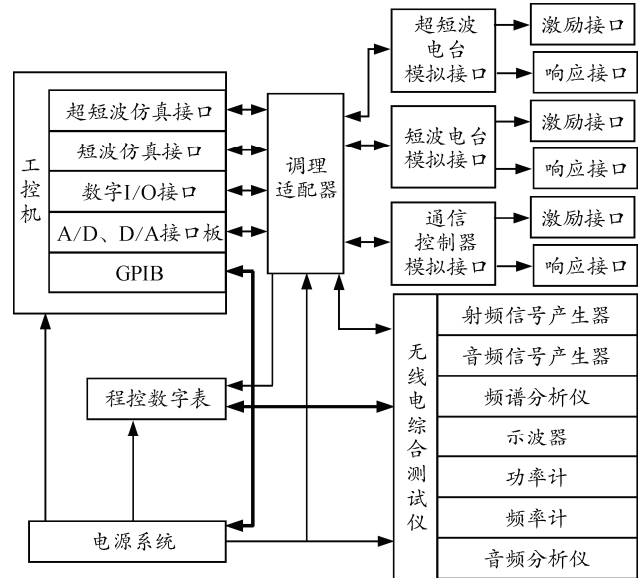 工控机
超短波仿真接口
短波仿真接口
数字I/O接口
A/D、D/A接口板
GPIB
调理
适配器
超短波
电台
模拟接口
激励接口
响应接口
短波电台
模拟接口
激励接口
响应接口
通信
控制器
模拟接口
激励接口
响应接口
程控数字表
电源系统
无线电综合测试仪
射频信号产生器
音频信号产生器
频谱分析仪
示波器
功率计
频率计
音频分析仪